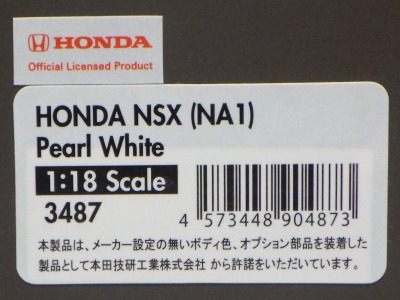 HONDA
Official Licensed Product
HONDA NSX (NA1)
Pearl White
1:18 Scale
3487
4 573448 904873
本製品は、メーカー設定の無いボディ色、オプション部品を装着した
製品として本田技研工業株式会社 から許諾をいただいています。